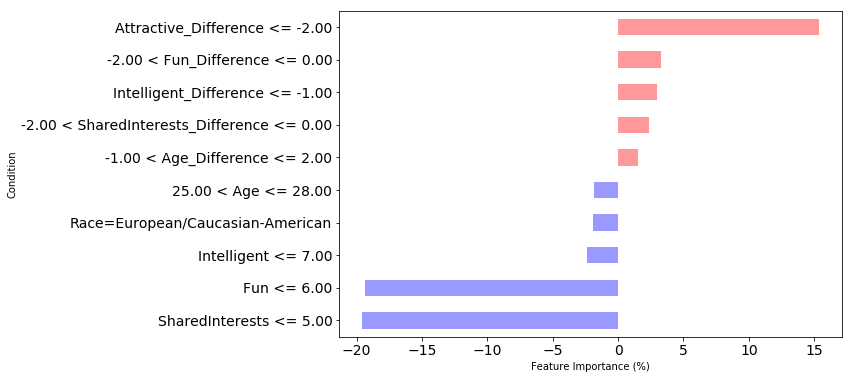 Attractive_Difference <= -2.00
-2.00 < Fun_Difference <= 0.00
Intelligent_Difference <= -1.00
-2.00 < SharedInterests_Difference <= 0.00
-1.00 < Age_Difference <= 2.00
25.00 < Age <= 28.00
Race=European/Caucasian-American
Intelligent <= 7.00
Fun <= 6.00
SharedInterests <= 5.00
Condition
−20 −15 −10 −5 0 5 10 15
Feature Importance (%)